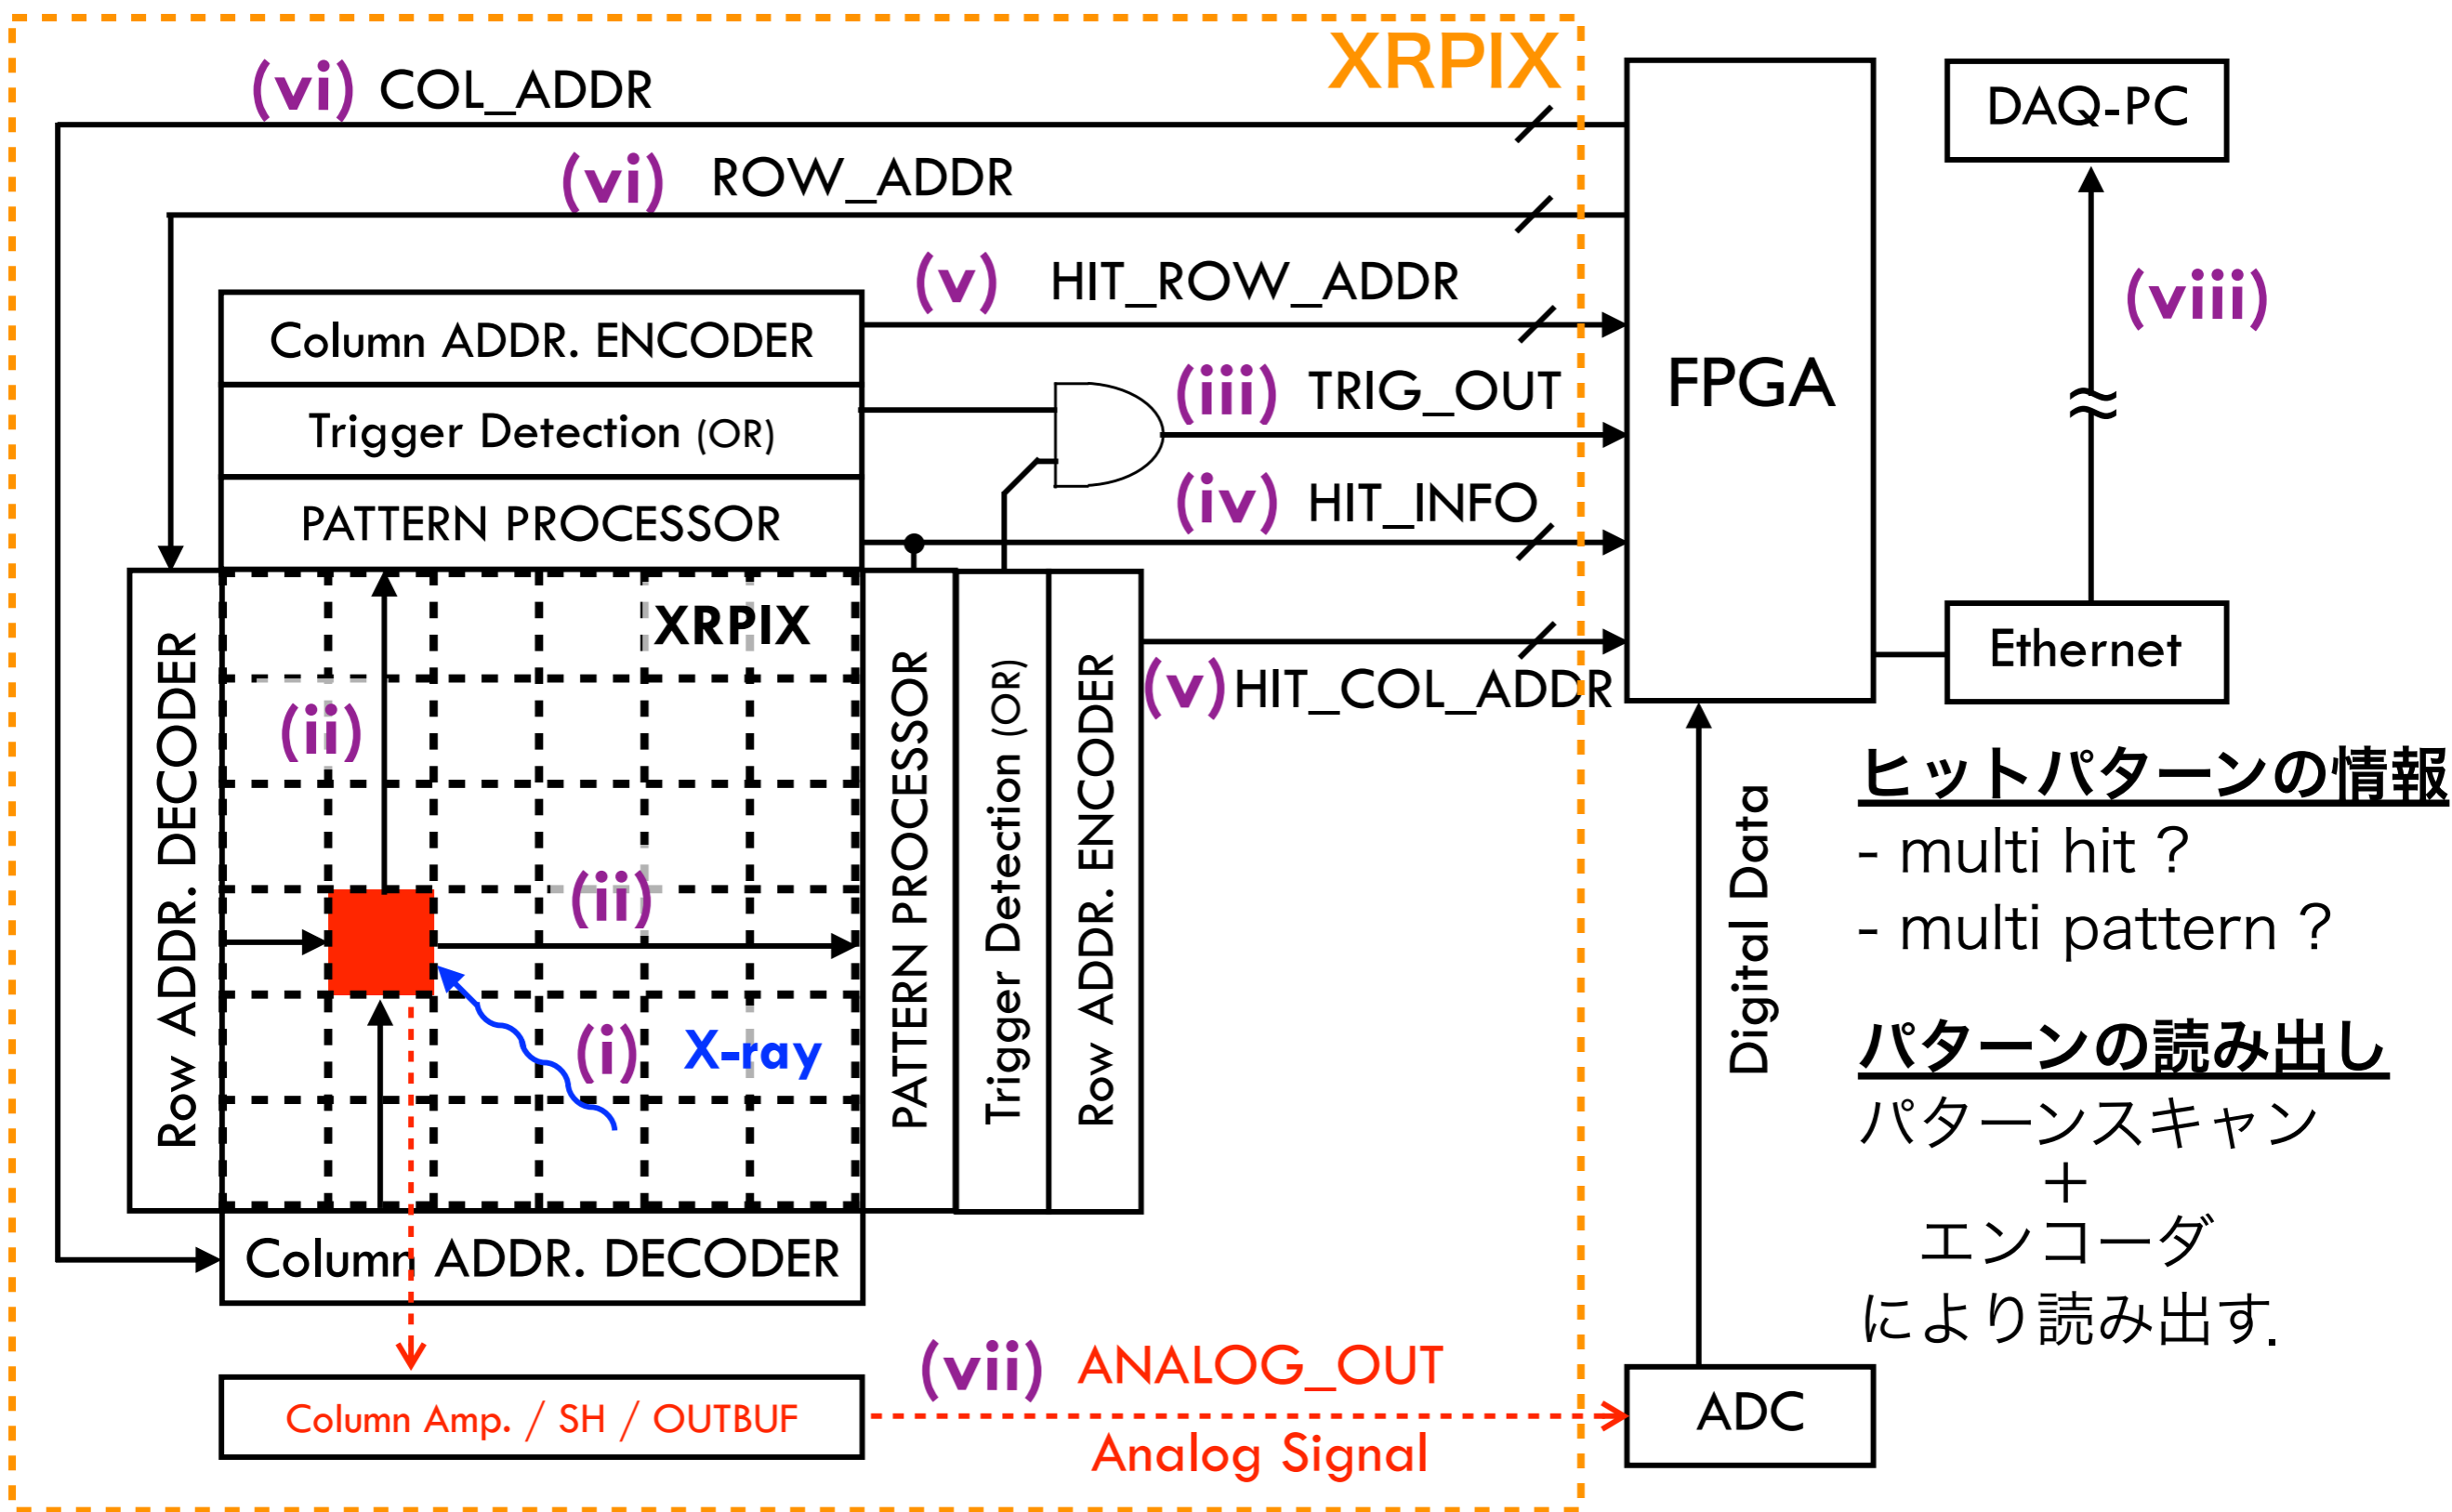 XRPIX
(vi) COL_ADDR
(vi) ROW_ADDR
(v) HIT_ROW_ADDR
(iii) TRIG_OUT
(iv) HIT_INFO
(v) HIT_COL_ADDR
FPGA
DAQ-PC
(viii)
Ethernet
Column ADDR. ENCODER
Trigger Detection (OR)
PATTERN PROCESSOR
Row ADDR. DECODER
XRPIX
(ii)
(ii)
(i) X-ray
PATTERN PROCESSOR
Trigger Detection (OR)
Row ADDR. ENCODER
Column ADDR. DECODER
Column Amp. / SH / OUTBUF
(vii) ANALOG_OUT
Analog Signal
ADC
Digital Data
ヒットパターンの情報
- multi hit ?
- multi pattern ?
パターンの読み出し
パターンスキャン
+
エンコーダ
により読み出す.